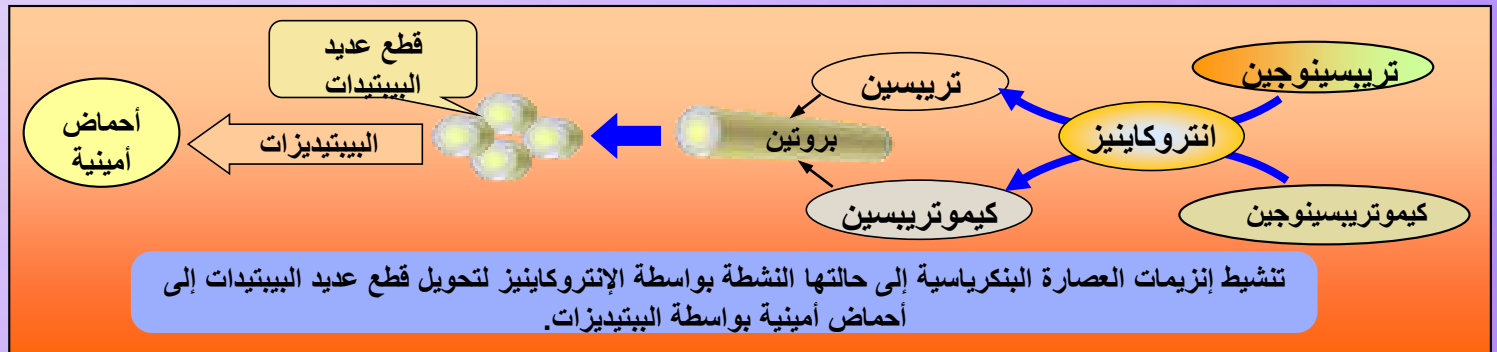 تريبسينوجين
كيموتريبسينوجين
انتروكاينيز
تريبسين
كيموتريبسين
بروتين
قطع عديد
الببتيدات
الببتيديزات
أحماض
أمينية
تنشيط إنزيمات العصارة البنكرياسية إلى حالتها النشطة بواسطة الإنتروكاينيز لتحويل قطع عديد الببتيدات إلى
أحماض أمينية بواسطة الببتيديزات.